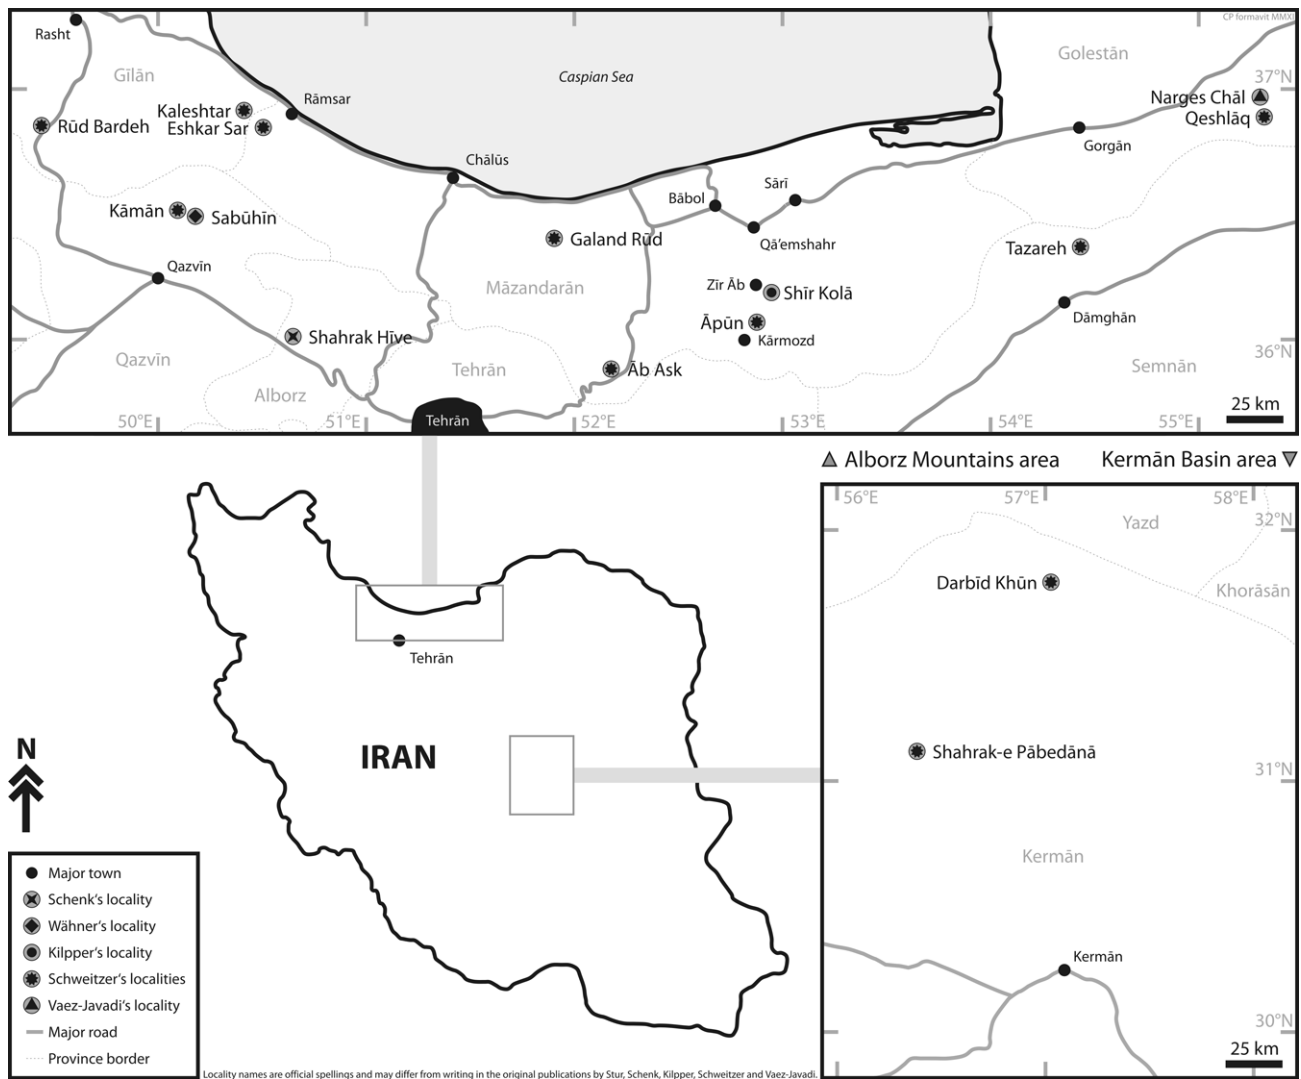 CP formavit MMXI
Rasht
Golestān
Gīlān
Caspian Sea
37°N
Kaleshtar
Rāmsar
Narges Chāl
Rūd Bardeh
Eshkar Sar
Qeshlāq
Gorgān
Chālūs
Sārī
Bābol
Kāmān
Sabūhīn
Galand Rūd
Qā'emshahr
Tazareh
Qazvīn
Māzandarān
Zīr Āb
Shīr Kolā
Dāmghān
Āpūn
Shahrak Hīve
Kārmozd
36°N
Qazvīn
Tehrān
Āb Ask
Semnān
Alborz
25 km
50°E
51°E
Tehrān
52°E
53°E
54°E
55°E
Alborz Mountains area
Kermān Basin area
56°E
57°E
58°E
32°N
Yazd
Darbīd Khūn
Khorāsān
Tehrān
N
IRAN
Shahrak-e Pābedānā
31°N
Kermān
Major town
Schenk's locality
Wähner's locality
Kilpper's locality
Schweitzer's localities
Vaez-Javadi's locality
Major road
Province border
Kermān
30°N
25 km
Locality names are official spellings and may differ from writing in the original publications by Stur, Schenk, Kilpper, Schweitzer and Vaez-Javadi.